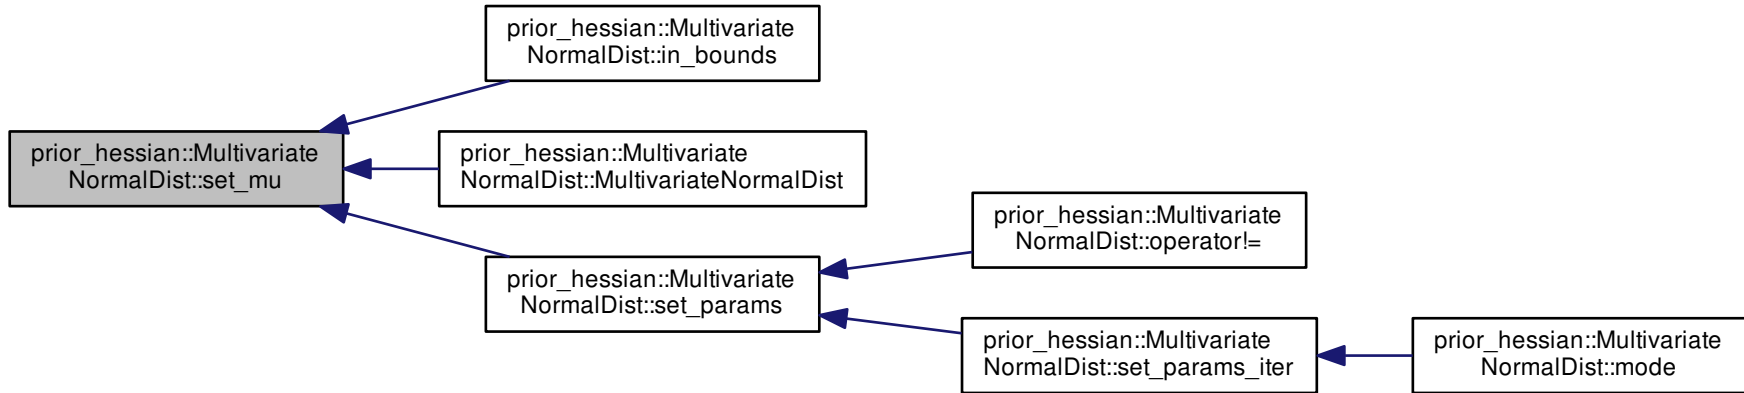 prior_hessian::Multivariate
NormalDist::in_bounds
prior_hessian::Multivariate
NormalDist::set_mu
prior_hessian::Multivariate
NormalDist::MultivariateNormalDist
prior_hessian::Multivariate
NormalDist::operator!=
prior_hessian::Multivariate
NormalDist::set_params
prior_hessian::Multivariate
NormalDist::set_params_iter
prior_hessian::Multivariate
NormalDist::mode